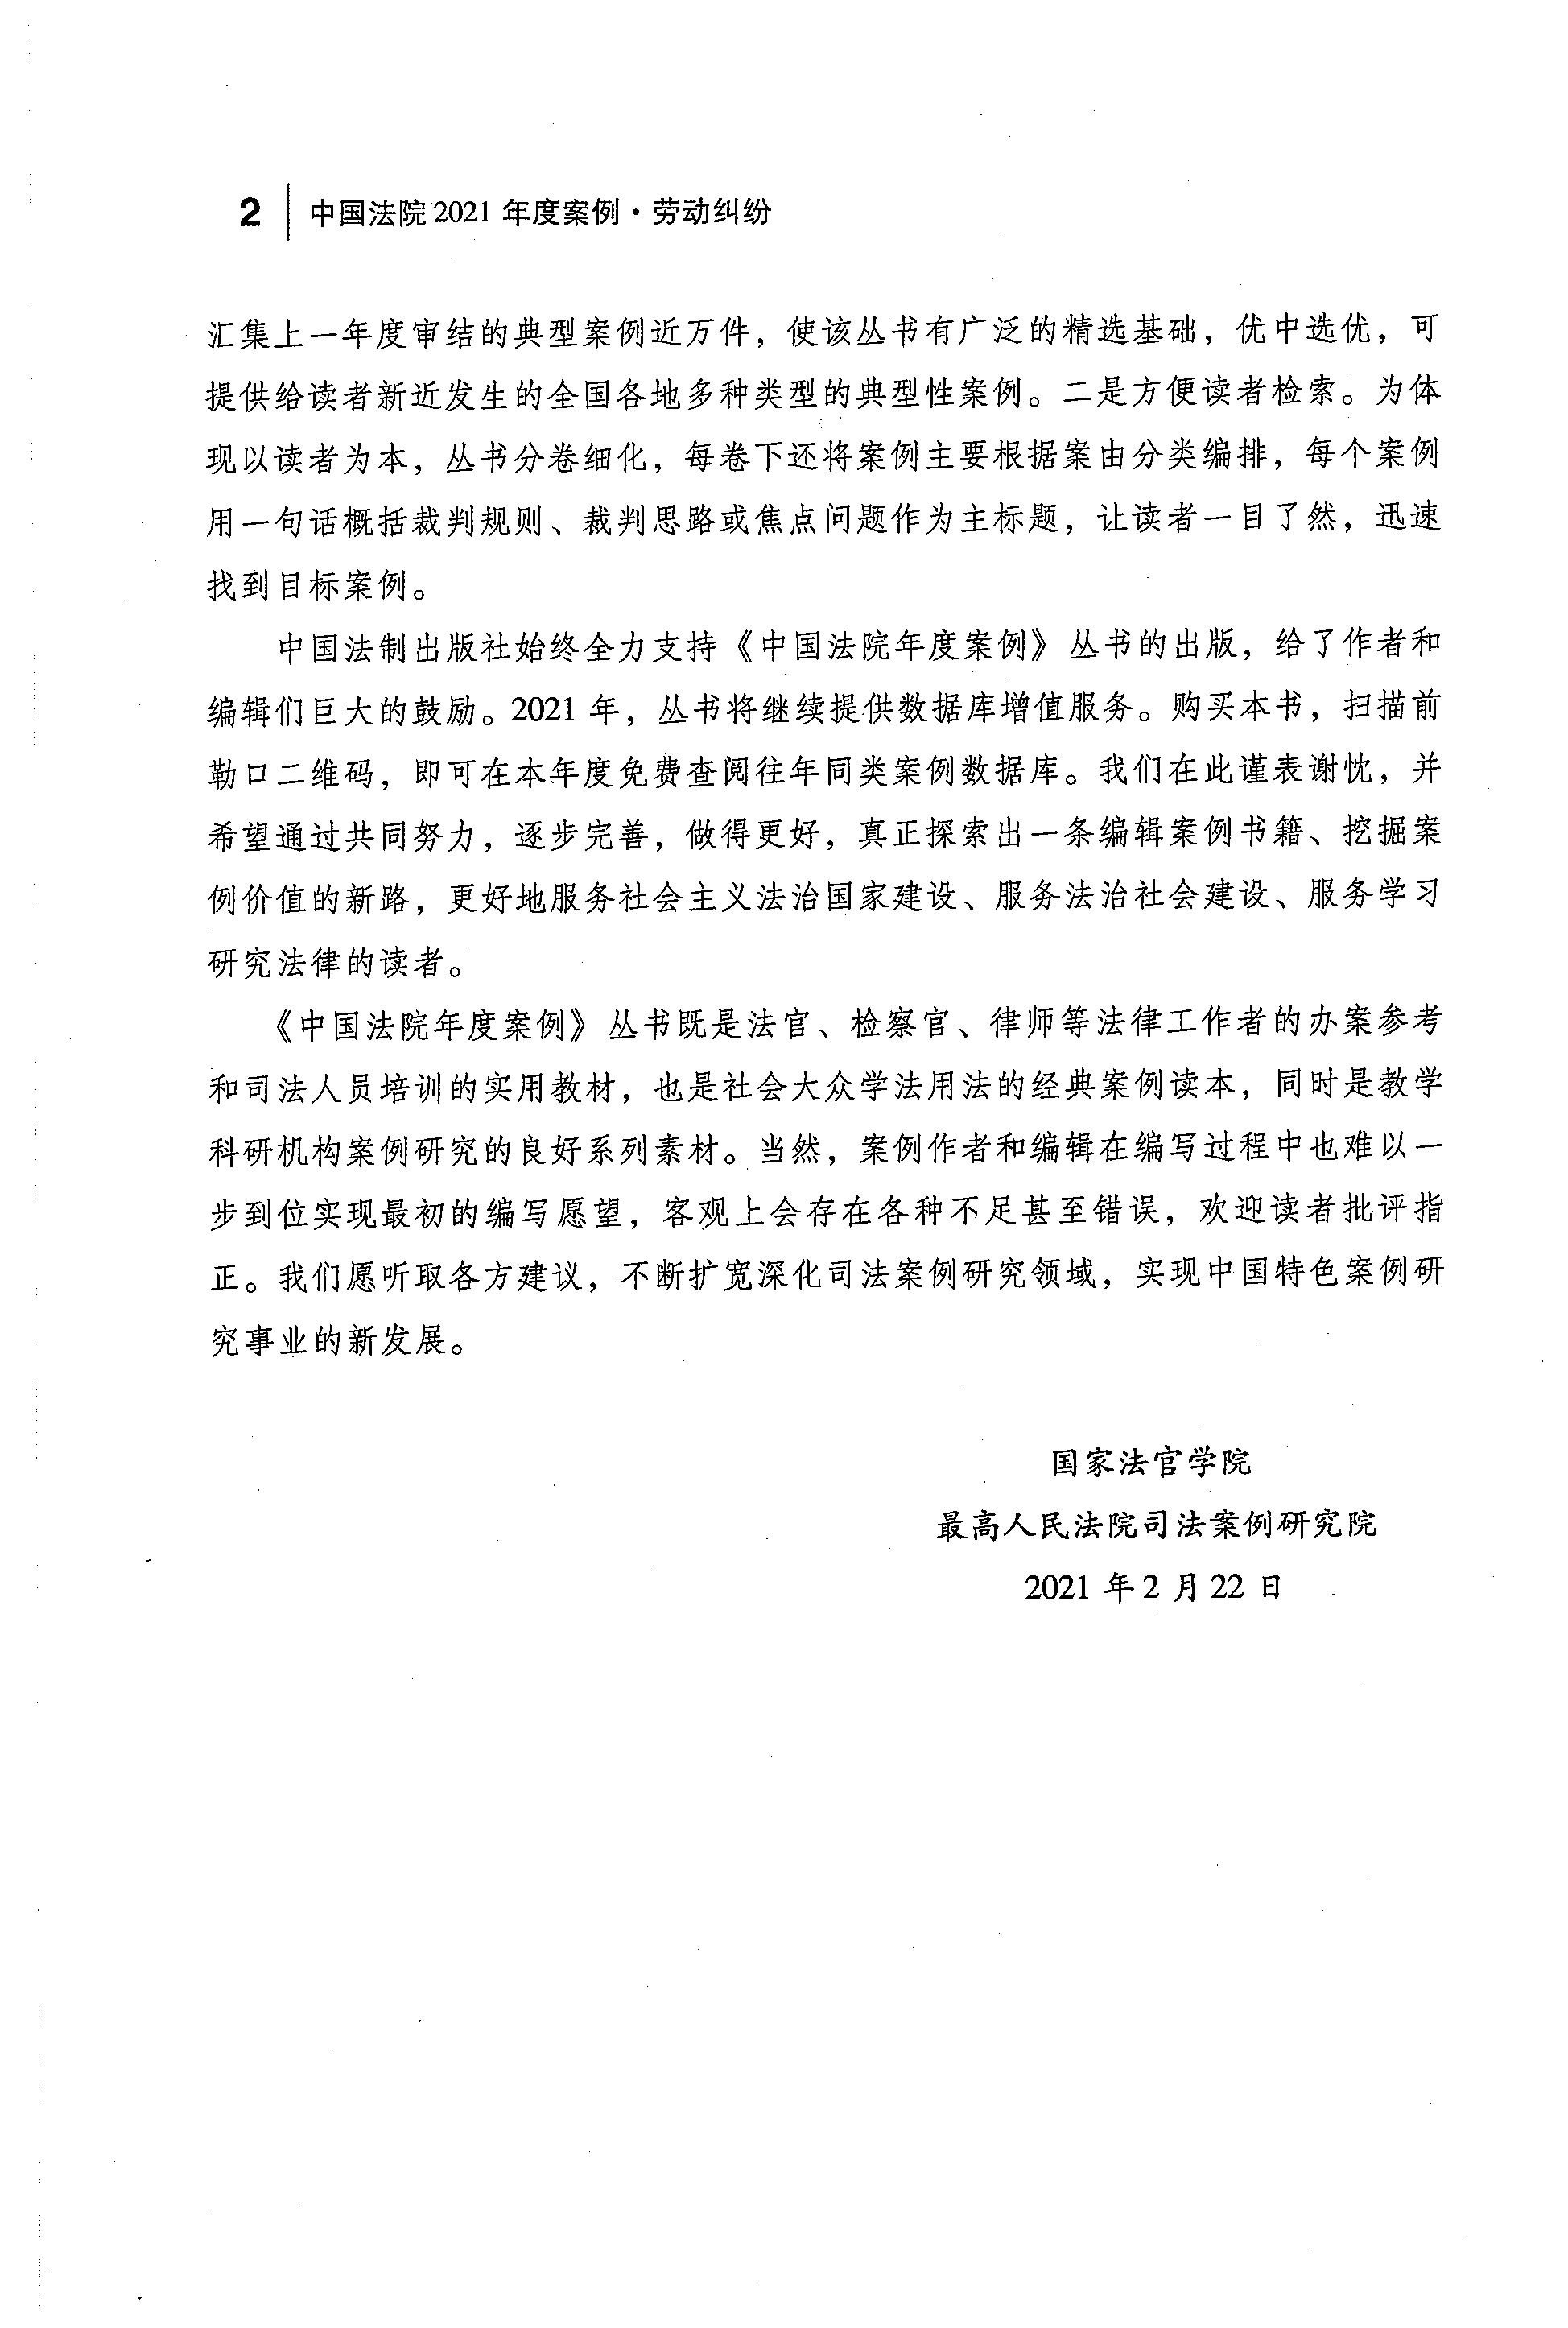 2 中国法院2021年度案例·劳动纠纷
汇集上一年度审结的典型案例近万件，使该丛书有广泛的精选基础，优中选优，可
提供给读者新近发生的全国各地多种类型的典型性案例。二是方便读者检索。为体
现以读者为本，丛书分卷细化，每卷下还将案例主要根据案由分类编排，每个案例
用一句话概括裁判规则、裁判思路或焦点问题作为主标题，让读者一目了然，迅速
找到目标案例。
中国法制出版社始终全力支持《中国法院年度案例》丛书的出版，给了作者和
编辑们巨大的鼓励。2021年，丛书将继续提供数据库增值服务。购买本书，扫描前
勒口二维码，即可在本年度免费查阅往年同类案例数据库。我们在此谨表谢忱，并
希望通过共同努力，逐步完善，做得更好，真正探索出一条编辑案例书籍、挖掘案
例价值的新路，更好地服务社会主义法治国家建设、服务法治社会建设、服务学习
研究法律的读者。
《中国法院年度案例》丛书既是法官、检察官、律师等法律工作者的办案参考
和司法人员培训的实用教材，也是社会大众学法用法的经典案例读本，同时是教学
科研机构案例研究的良好系列素材。当然，案例作者和编辑在编写过程中也难以一
步到位实现最初的编写愿望，客观上会存在各种不足甚至错误，欢迎读者批评指
正。我们愿听取各方建议，不断扩宽深化司法案例研究领域，实现中国特色案例研
究事业的新发展。
国家法官学院
最高人民法院司法案例研究院
2021年2月22日